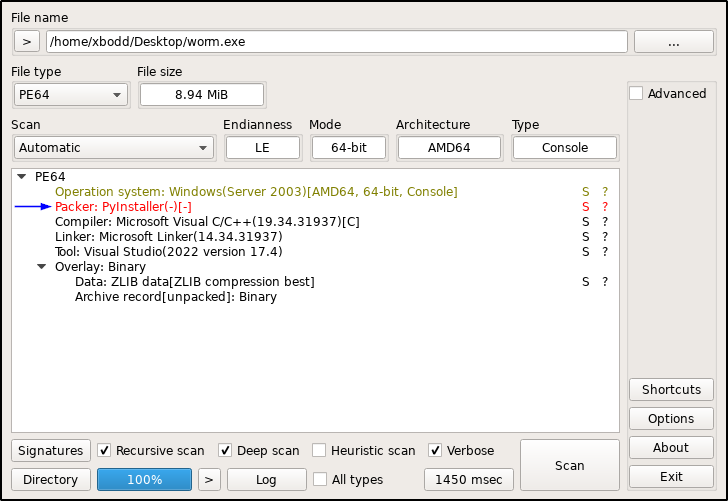 File name
> /home/xbodd/Desktop/worm.exe ...
File type File size
PE64 8.94 MiB
Advanced
Scan Endianness Mode Architecture Type
Automatic LE 64-bit AMD64 Console
PE64
Operation system: Windows(Server 2003)[AMD64, 64-bit, Console] S ?
Packer: PyInstaller(-)[-] S ?
Compiler: Microsoft Visual C/C++(19.34.31937)[C] S ?
Linker: Microsoft Linker(14.34.31937) S ?
Tool: Visual Studio(2022 version 17.4) S ?
Overlay: Binary
Data: ZLIB data[ZLIB compression best] S ?
Archive record[unpacked]: Binary
Shortcuts
Options
About
Exit
Signatures Recursive scan Deep scan Heuristic scan Verbose Scan
Directory 100% > Log All types 1450 msec